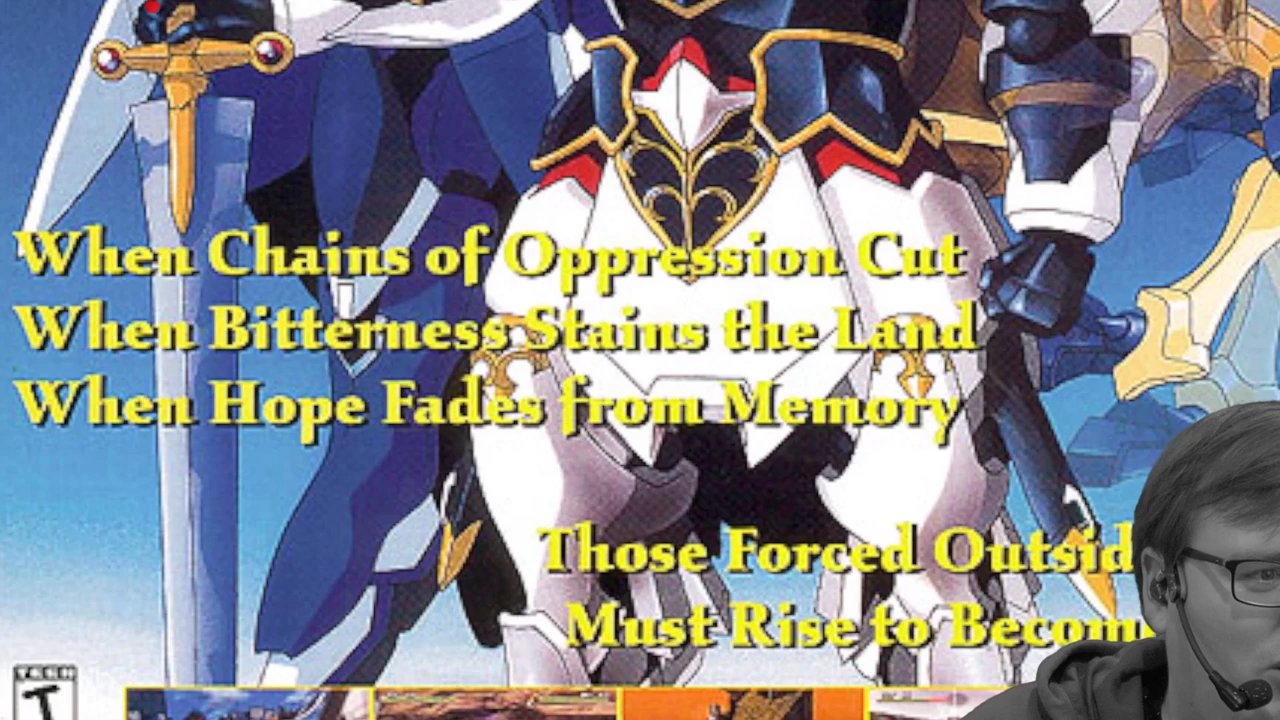 When Chains of Oppression Cut
When Bitterness Stains the Land
When Hope Fades from Memory
Those Forced Outsid
Must Rise to Becom
TEEN
T